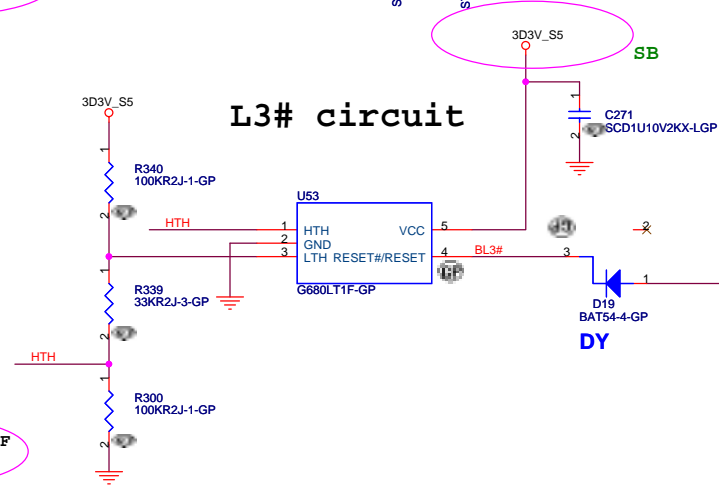 3D3V_S5
SB
3D3V_S5
L3# circuit
1
C271
SCD1U10V2KX-LGP
2
1
R340
100KR2J-1-GP
2
U53
HTH
1
HTH
VCC
5
2
2
GND
3
LTH
RESET#/RESET
4
BL3#
3
G680LT1F-GP
1
R339
33KR2J-3-GP
2
1
D19
BAT54-4-GP
DY
HTH
1
R300
100KR2J-1-GP
2
F